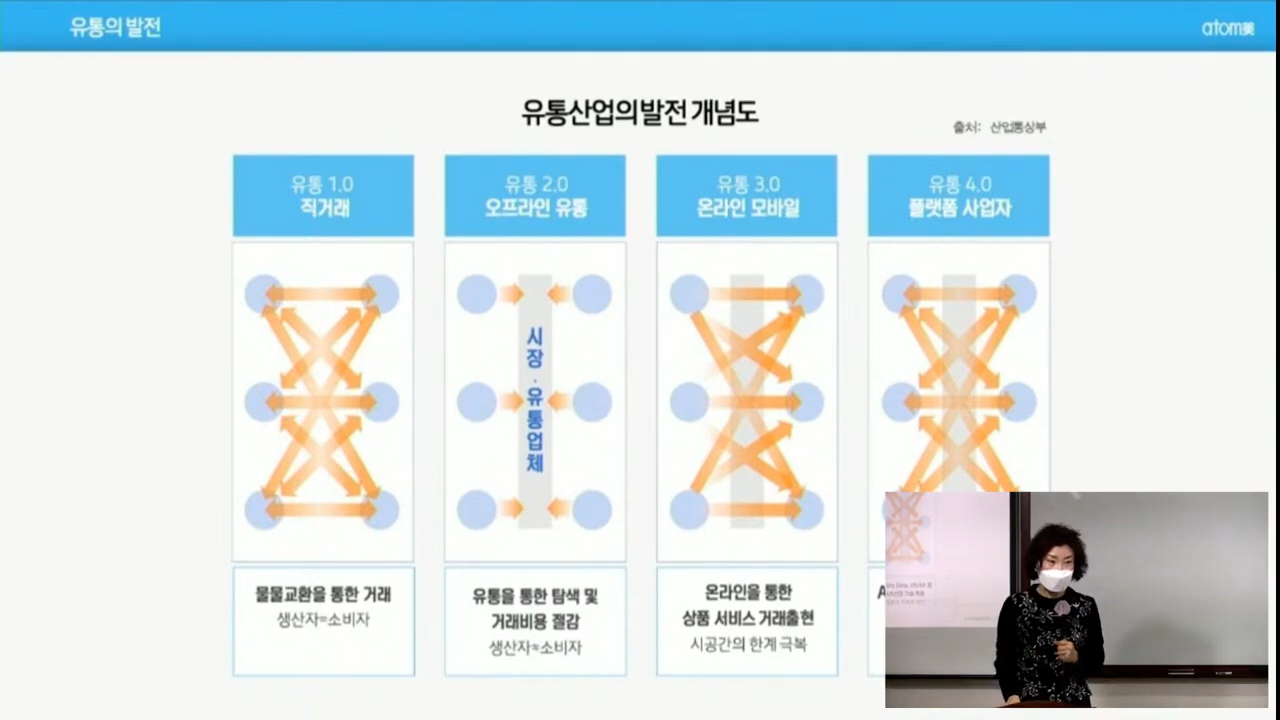 유통의 발전
atom美
유통산업의 발전 개념도
출처: 산업통상부
유통 1.0
직거래
유통 2.0
오프라인 유통
유통 3.0
온라인 모바일
유통 4.0
플랫폼 사업자
시장·유통업체
물물교환을 통한 거래
생산자=소비자
유통을 통한 탐색 및
거래비용 절감
생산자≒소비자
온라인을 통한
상품 서비스 거래출현
시공간의 한계 극복
A